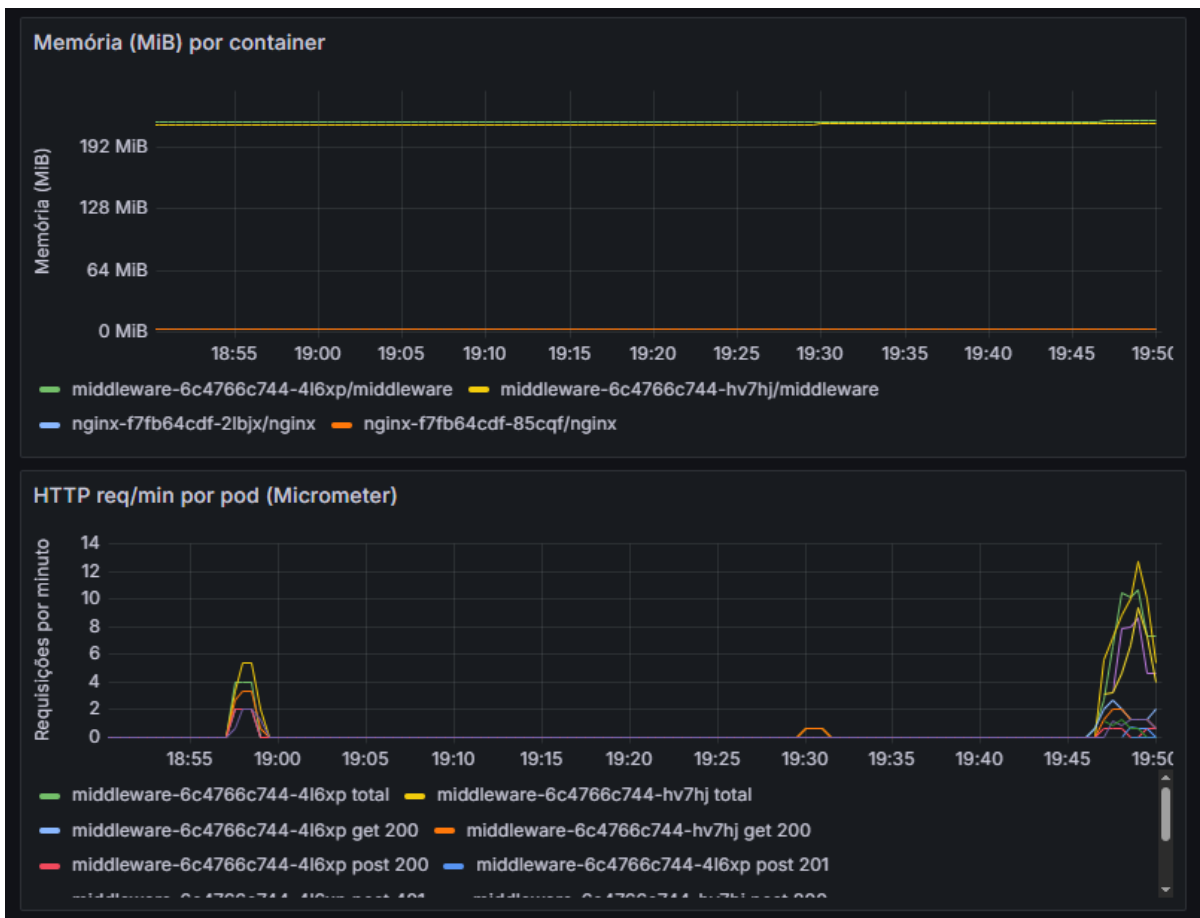 Memória (MiB) por container
Memória (MiB)
192 MiB
128 MiB
64 MiB
0 MiB
18:55 19:00 19:05 19:10 19:15 19:20 19:25 19:30 19:35 19:40 19:45 19:50
middleware-6c4766c744-4l6xp/middleware middleware-6c4766c744-hv7hj/middleware
nginx-f7fb64cdf-2lbjx/nginx nginx-f7fb64cdf-85cqf/nginx
HTTP req/min por pod (Micrometer)
Requisições por minuto
14
12
10
8
6
4
2
0
18:55 19:00 19:05 19:10 19:15 19:20 19:25 19:30 19:35 19:40 19:45 19:50
middleware-6c4766c744-4l6xp total middleware-6c4766c744-hv7hj total
middleware-6c4766c744-4l6xp get 200 middleware-6c4766c744-hv7hj get 200
middleware-6c4766c744-4l6xp post 200 middleware-6c4766c744-4l6xp post 201